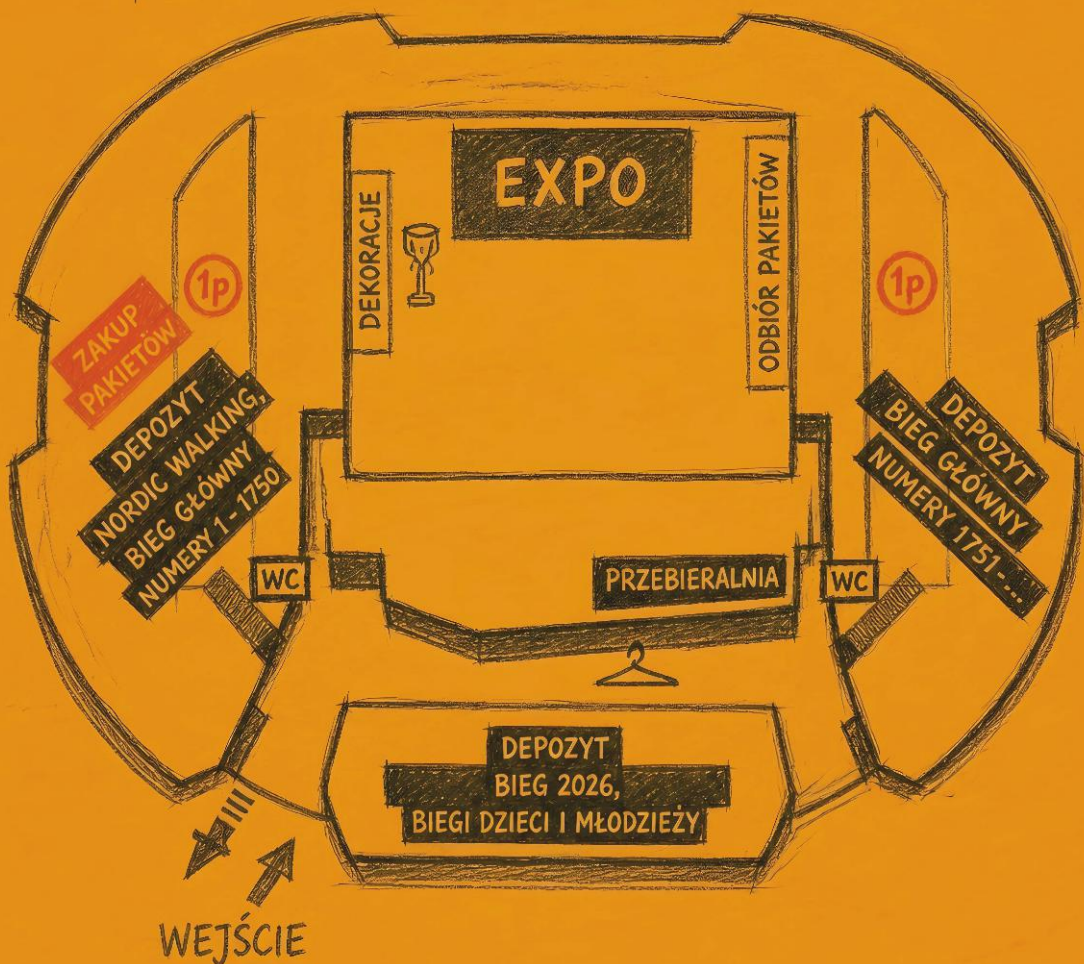 EXPO
DEKORACJE
ODBIÓR PAKIETÓW
1p
1p
ZAKUP
PAKIETÓW
DEPOZYT
NORDIC WALKING,
BIEG GŁÓWNY
NUMERY 1-1750
DEPOZYT
BIEG GŁÓWNY
NUMERY 1751-...
WC
PRZEBIERALNIA
WC
DEPOZYT
BIEG 2026,
BIEGI DZIECI I MŁODZIEŻY
WEJŚCIE